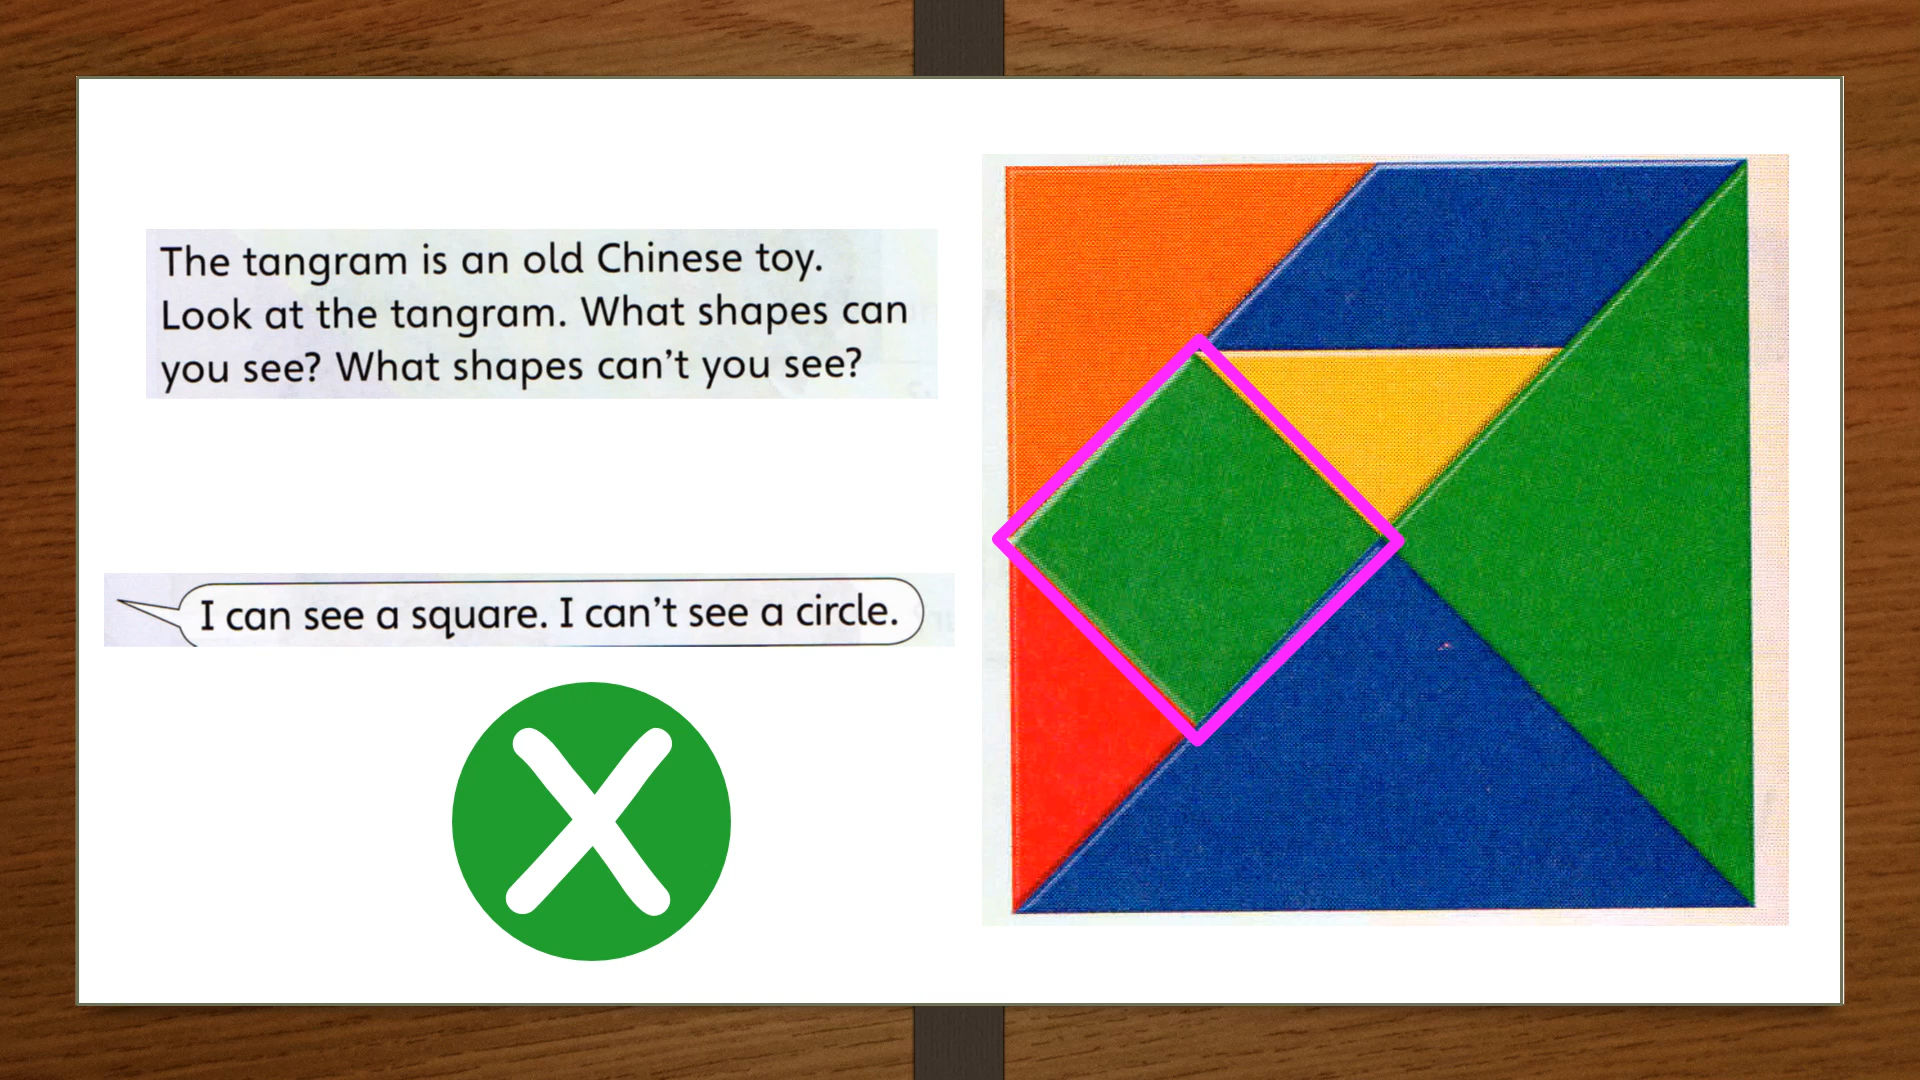 The tangram is an old Chinese toy.
Look at the tangram. What shapes can
you see? What shapes can't you see?
I can see a square. I can't see a circle.